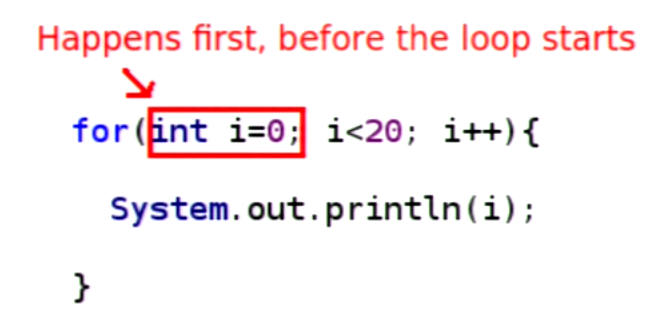 Happens first, before the loop starts
for(int i=0; i<20; i++){
System.out.println(i);
}